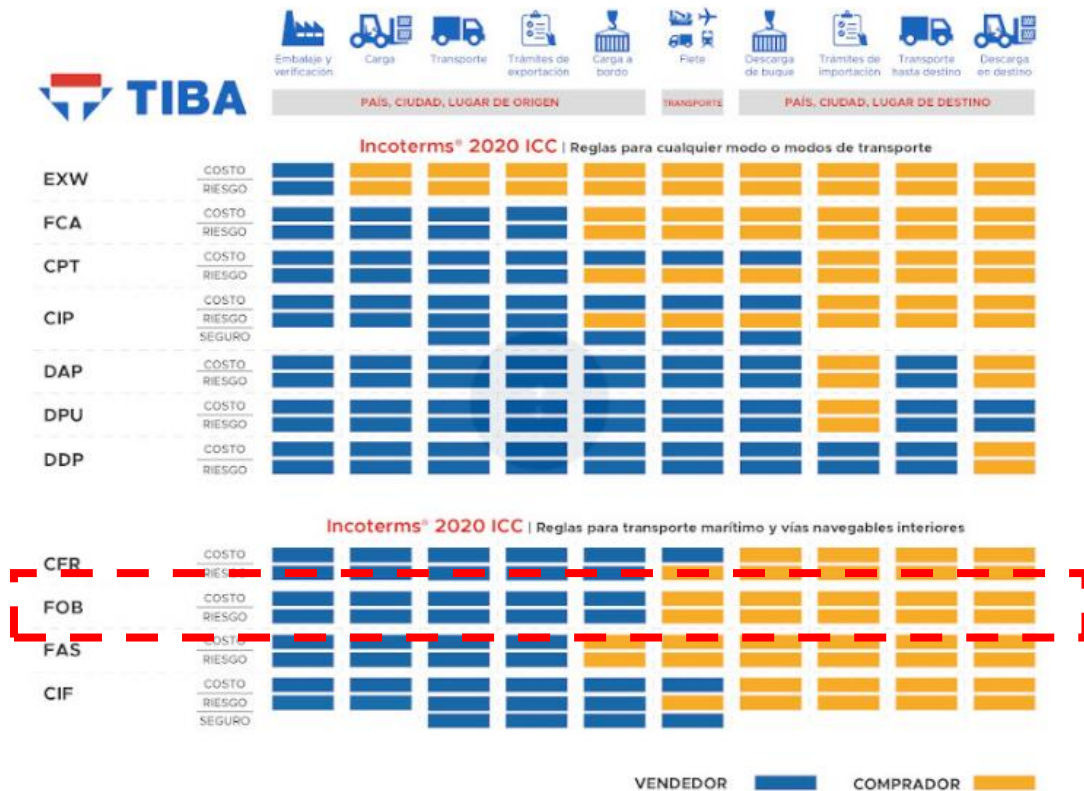 Embalaje y verificación
Carga
Transporte
Trámites de exportación
Carga a bordo
Flete
Descarga de buque
Trámites de importación
Transporte hasta destino
Descarga en destino
TIBA
PAÍS, CIUDAD, LUGAR DE ORIGEN
TRANSPORTE
PAÍS, CIUDAD, LUGAR DE DESTINO
Incoterms® 2020 ICC | Reglas para cualquier modo o modos de transporte
EXW
COSTO
RIESGO
FCA
COSTO
RIESGO
CPT
COSTO
RIESGO
CIP
COSTO
RIESGO
SEGURO
DAP
COSTO
RIESGO
DPU
COSTO
RIESGO
DDP
COSTO
RIESGO
Incoterms® 2020 ICC | Reglas para transporte marítimo y vías navegables interiores
CFR
COSTO
RIESGO
FOB
COSTO
RIESGO
FAS
COSTO
RIESGO
CIF
COSTO
RIESGO
SEGURO
VENDEDOR
COMPRADOR